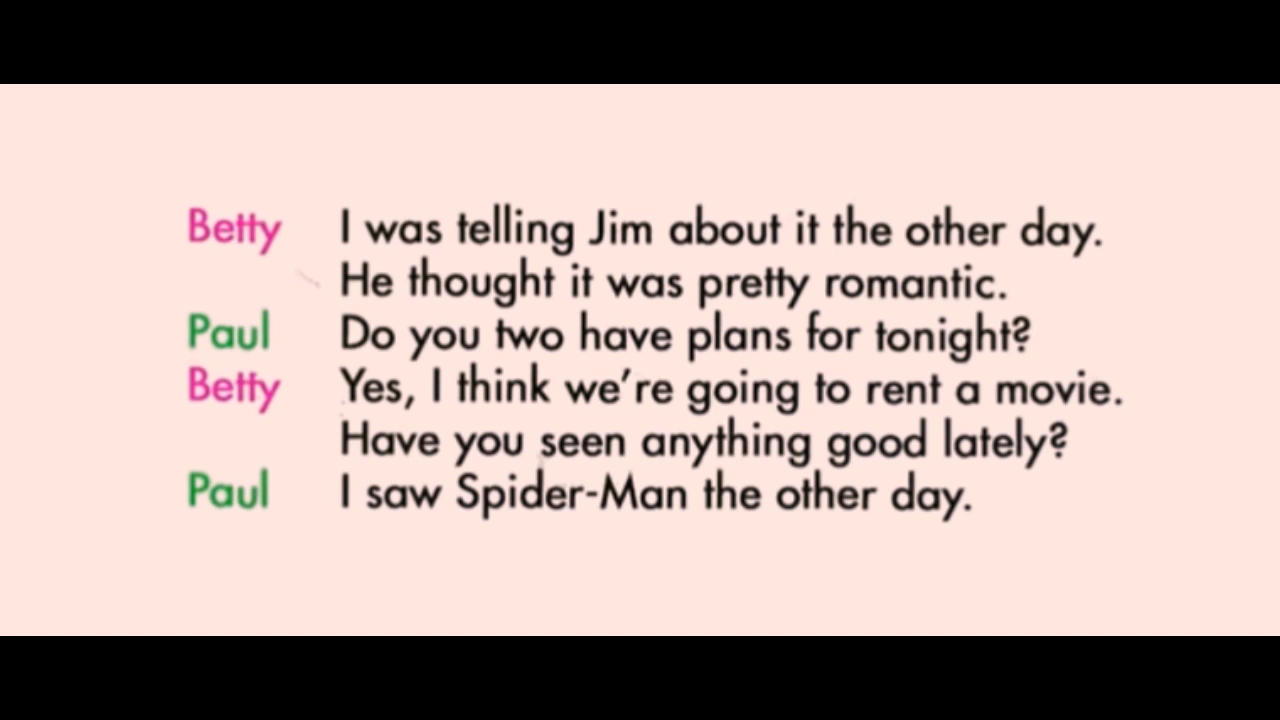 Betty I was telling Jim about it the other day.
He thought it was pretty romantic.
Paul Do you two have plans for tonight?
Betty Yes, I think we're going to rent a movie.
Have you seen anything good lately?
Paul I saw Spider-Man the other day.